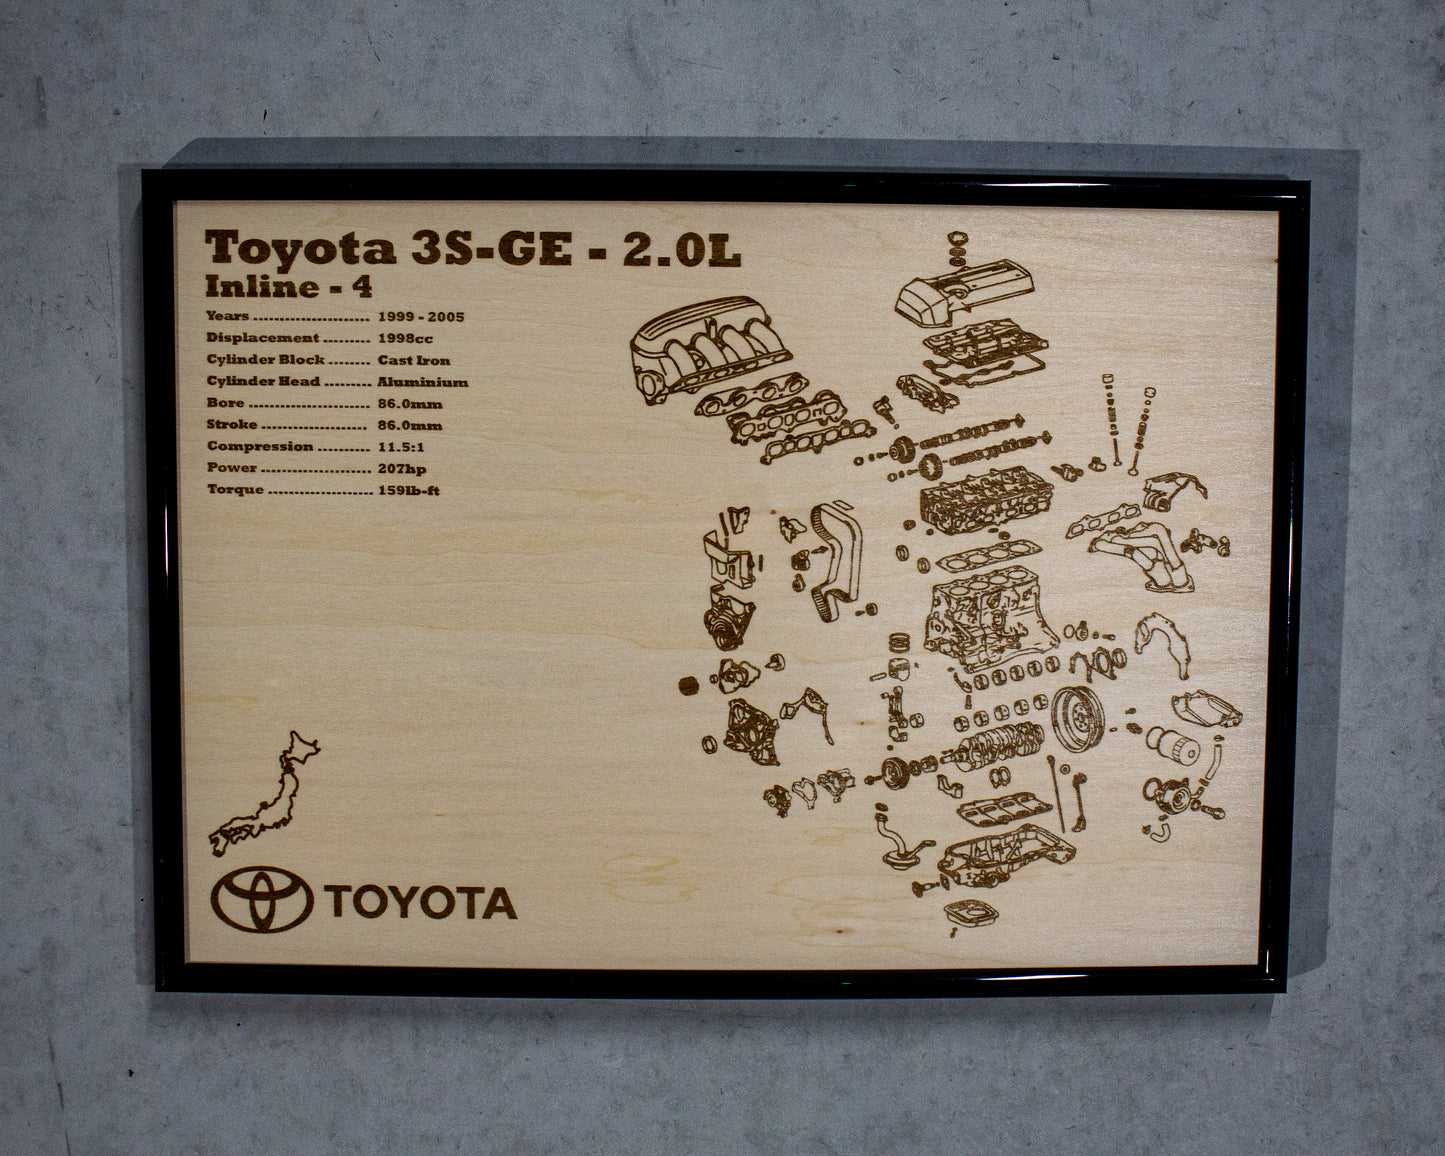 Toyota 3S-GE - 2.0L
Inline - 4
Years ........................... 1999 - 2005
Displacement ........... 1998cc
Cylinder Block ......... Cast Iron
Cylinder Head .......... Aluminium
Bore ............................ 86.0mm
Stroke ........................ 86.0mm
Compression ............ 11.5:1
Power ......................... 207hp
Torque ........................ 159lb-ft
TOYOTA